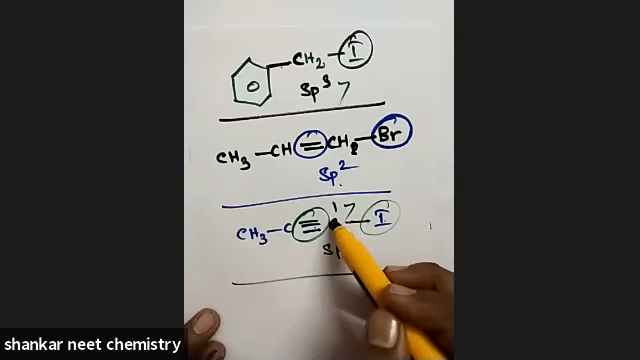 CH₂ — I
Sp³
CH₃ — CH = CH₂ — Br
Sp²
CH₃ — C ≡ — I
shankar neet chemistry